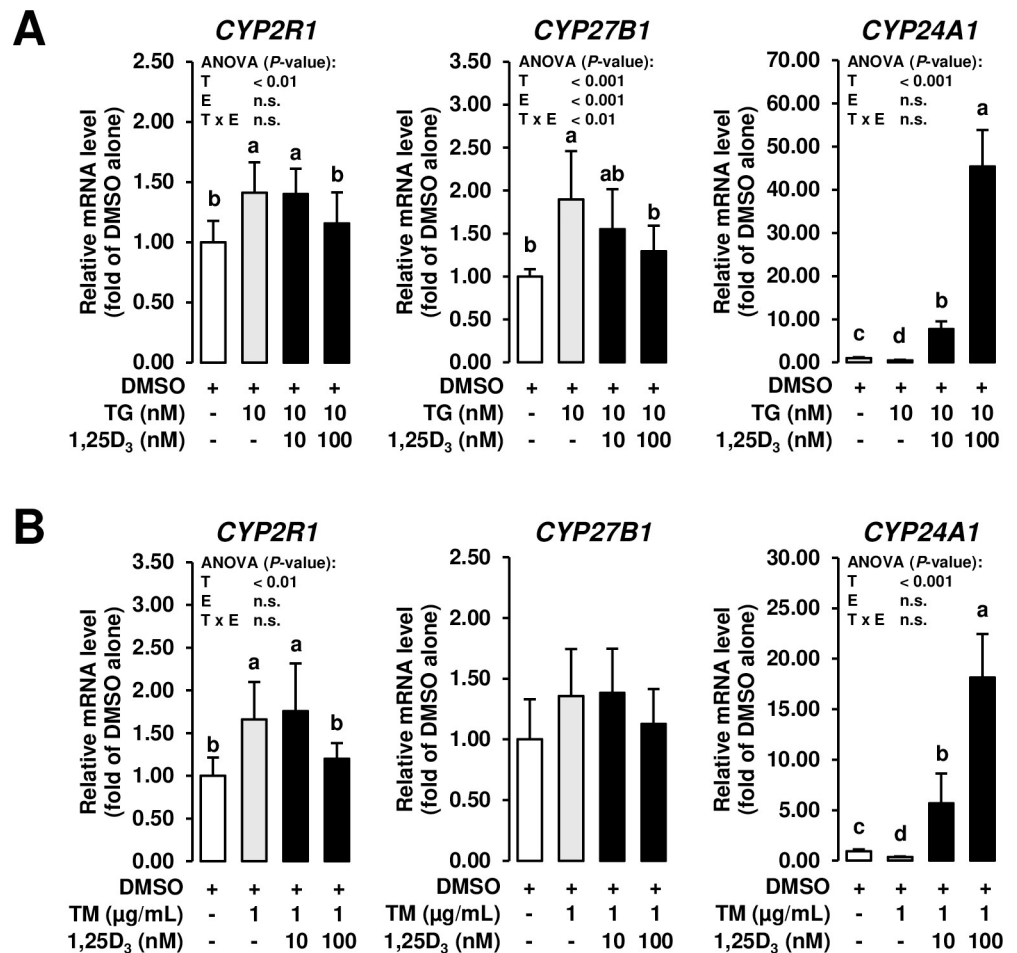 A
CYP2R1
Relative mRNA level
(fold of DMSO alone)
2.50
2.00
1.50
1.00
0.50
0.00
ANOVA (P-value):
T < 0.01
E n.s.
T x E n.s.
b a a b
DMSO + + + +
TG (nM) - 10 10 10
1,25D3 (nM) - - 10 100
CYP27B1
Relative mRNA level
(fold of DMSO alone)
3.50
3.00
2.50
2.00
1.50
1.00
0.50
0.00
ANOVA (P-value):
T < 0.001
E < 0.001
T x E < 0.01
b a ab b
DMSO + + + +
TG (nM) - 10 10 10
1,25D3 (nM) - - 10 100
CYP24A1
Relative mRNA level
(fold of DMSO alone)
70.00
60.00
50.00
40.00
30.00
20.00
10.00
0.00
ANOVA (P-value):
T < 0.001
E n.s.
T x E n.s.
c d b a
DMSO + + + +
TG (nM) - 10 10 10
1,25D3 (nM) - - 10 100
B
CYP2R1
Relative mRNA level
(fold of DMSO alone)
3.50
3.00
2.50
2.00
1.50
1.00
0.50
0.00
ANOVA (P-value):
T < 0.01
E n.s.
T x E n.s.
b a a b
DMSO + + + +
TM (µg/mL) - 1 1 1
1,25D3 (nM) - - 10 100
CYP27B1
Relative mRNA level
(fold of DMSO alone)
2.50
2.00
1.50
1.00
0.50
0.00
DMSO + + + +
TM (µg/mL) - 1 1 1
1,25D3 (nM) - - 10 100
CYP24A1
Relative mRNA level
(fold of DMSO alone)
30.00
25.00
20.00
15.00
10.00
5.00
0.00
ANOVA (P-value):
T < 0.001
E n.s.
T x E n.s.
c d b a
DMSO + + + +
TM (µg/mL) - 1 1 1
1,25D3 (nM) - - 10 100